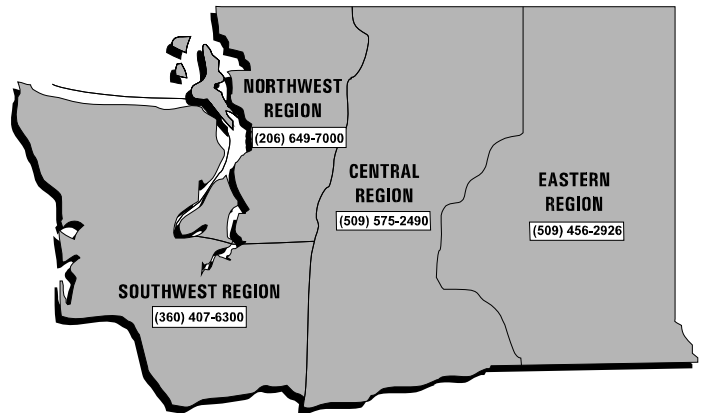 NORTHWEST
REGION
(206) 649-7000
CENTRAL
REGION
(509) 575-2490
EASTERN
REGION
(509) 456-2926
SOUTHWEST REGION
(360) 407-6300